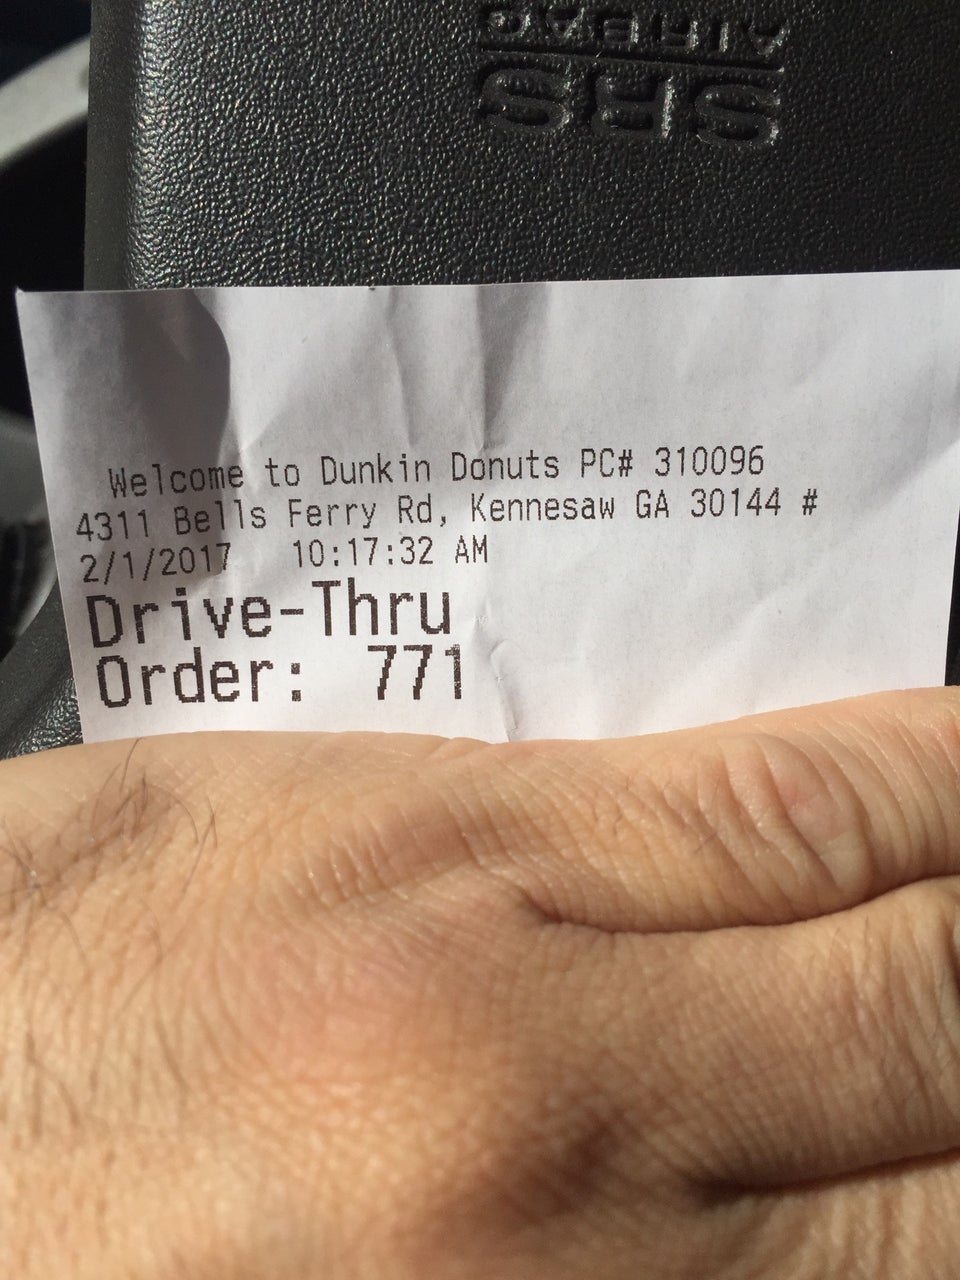 SRS
AIRBAG
Welcome to Dunkin Donuts PC# 310096
4311 Bells Ferry Rd, Kennesaw GA 30144 #
2/1/2017 10:17:32 AM
Drive-Thru
Order: 771